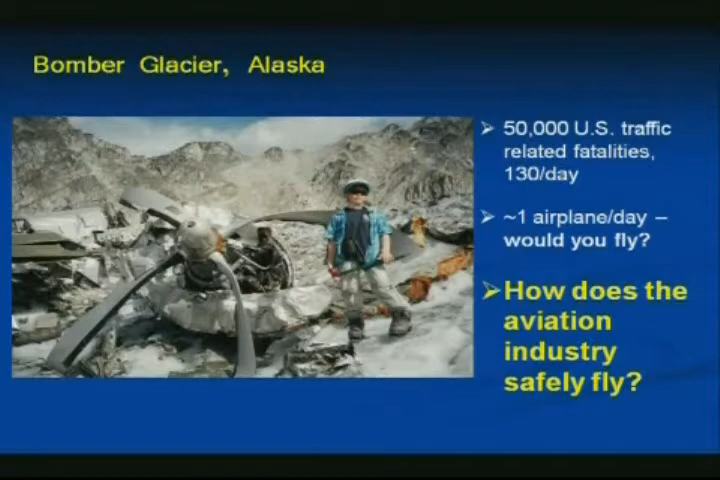 Bomber Glacier, Alaska
➢ 50,000 U.S. traffic
related fatalities,
130/day
➢ ~1 airplane/day –
would you fly?
➢How does the
aviation
industry
safely fly?